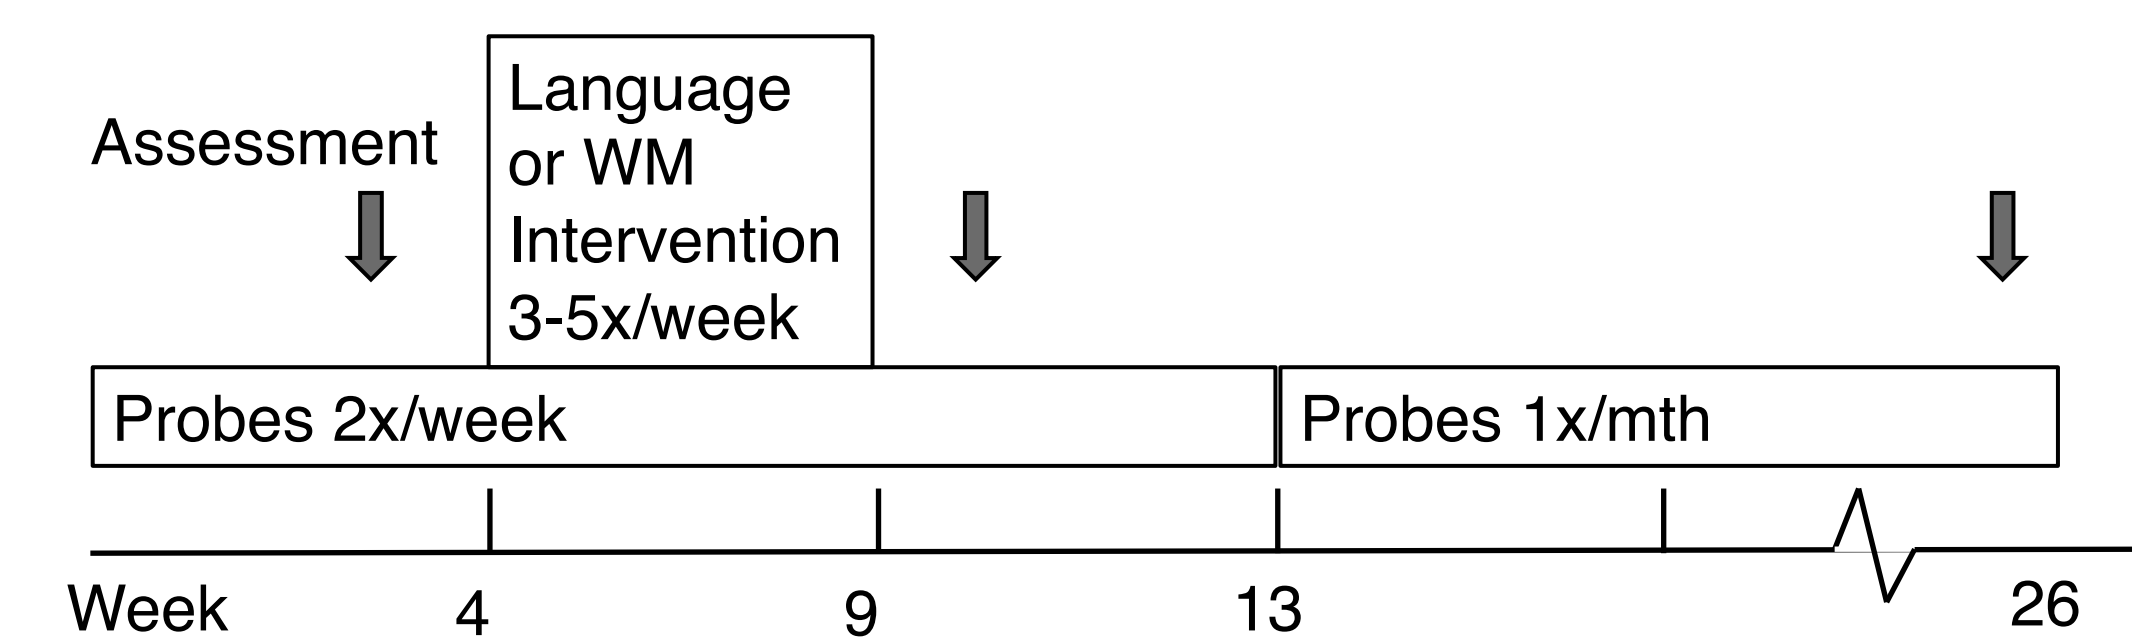 Assessment
Language
or WM
Intervention
3-5x/week
Probes 2x/week
Probes 1x/mth
Week 4 9 13 26